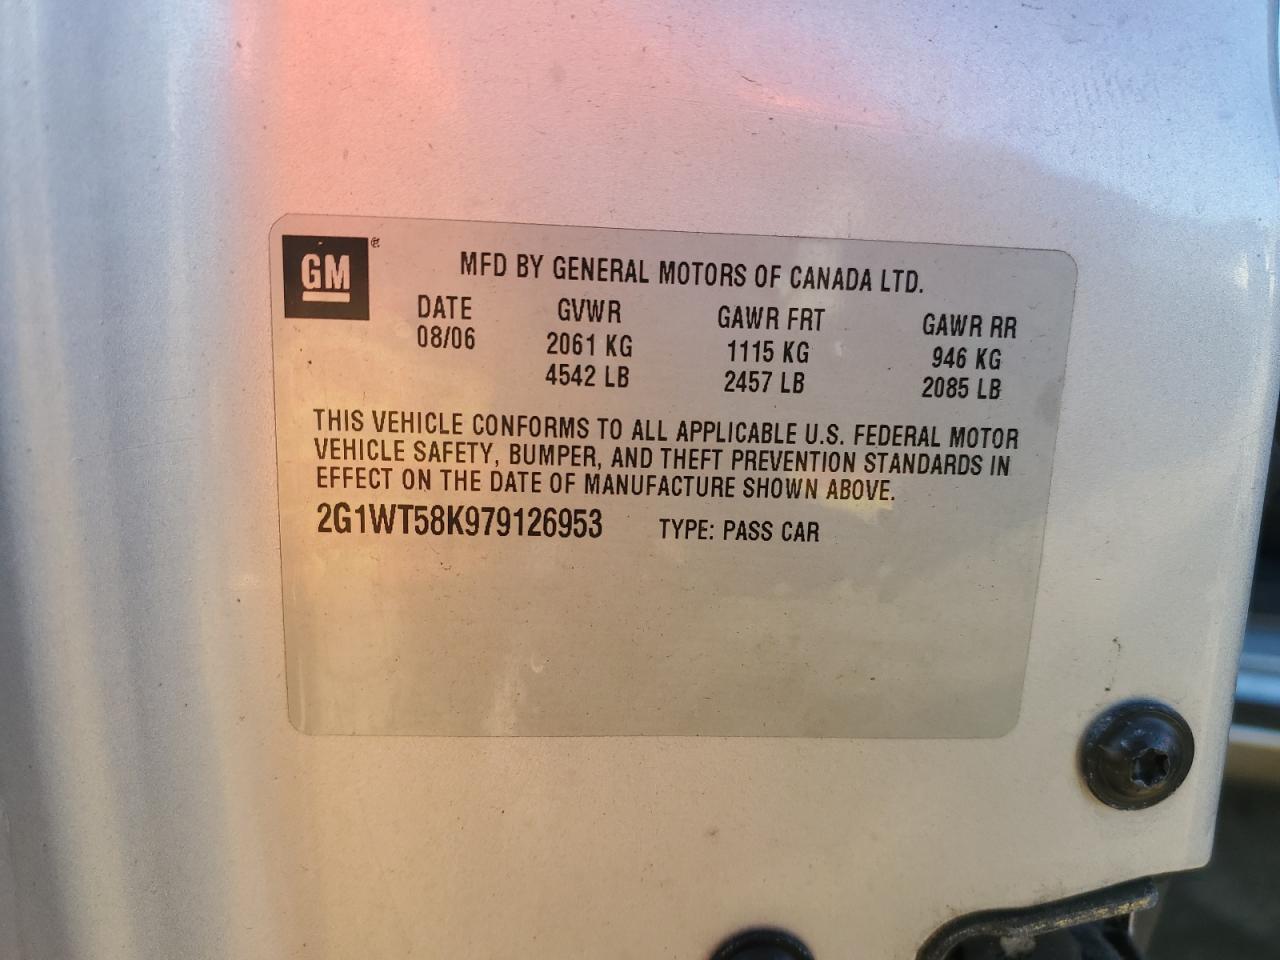 GM ®
MFD BY GENERAL MOTORS OF CANADA LTD.
DATE GVWR GAWR FRT GAWR RR
08/06 2061 KG 1115 KG 946 KG
4542 LB 2457 LB 2085 LB
THIS VEHICLE CONFORMS TO ALL APPLICABLE U.S. FEDERAL MOTOR
VEHICLE SAFETY, BUMPER, AND THEFT PREVENTION STANDARDS IN
EFFECT ON THE DATE OF MANUFACTURE SHOWN ABOVE.
2G1WT58K979126953 TYPE: PASS CAR